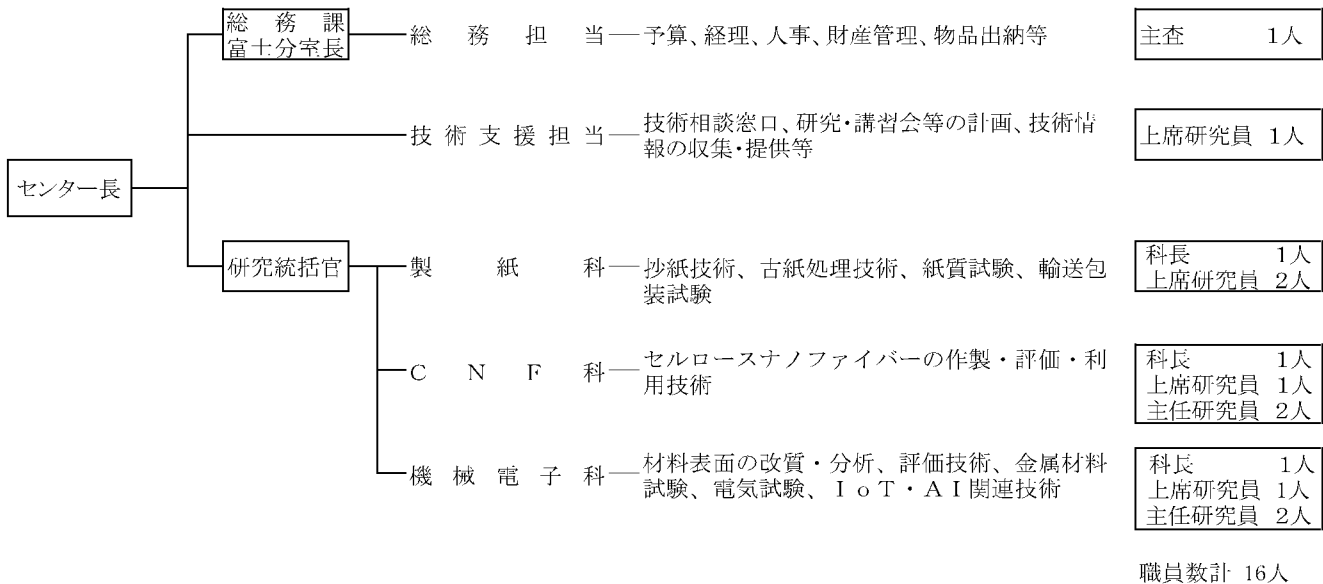 総務課
富士分室長
総務担当
予算、経理、人事、財産管理、物品出納等
主査 1人
技術支援担当
技術相談窓口、研究・講習会等の計画、技術情
報の収集・提供等
上席研究員 1人
センター長
研究統括官
製紙科
抄紙技術、古紙処理技術、紙質試験、輸送包
装試験
科長 1人
上席研究員 2人
CNF科
セルロースナノファイバーの作製・評価・利
用技術
科長 1人
上席研究員 1人
主任研究員 2人
機械電子科
材料表面の改質・分析、評価技術、金属材料
試験、電気試験、IoT・AI関連技術
科長 1人
上席研究員 1人
主任研究員 2人
職員数計 16人